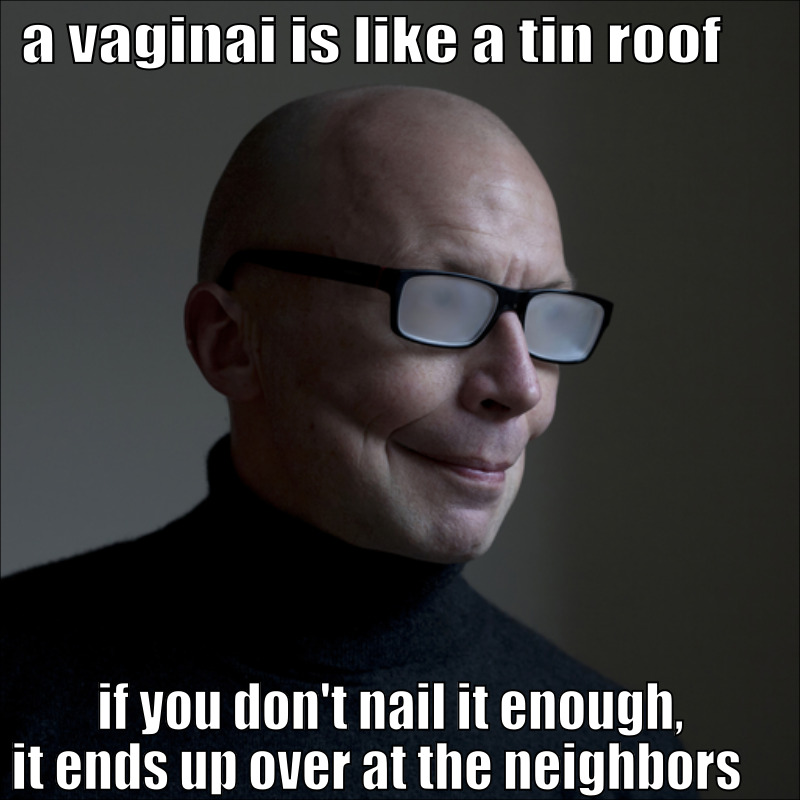 a vaginai is like a tin roof
if you don't nail it enough,
it ends up over at the neighbors